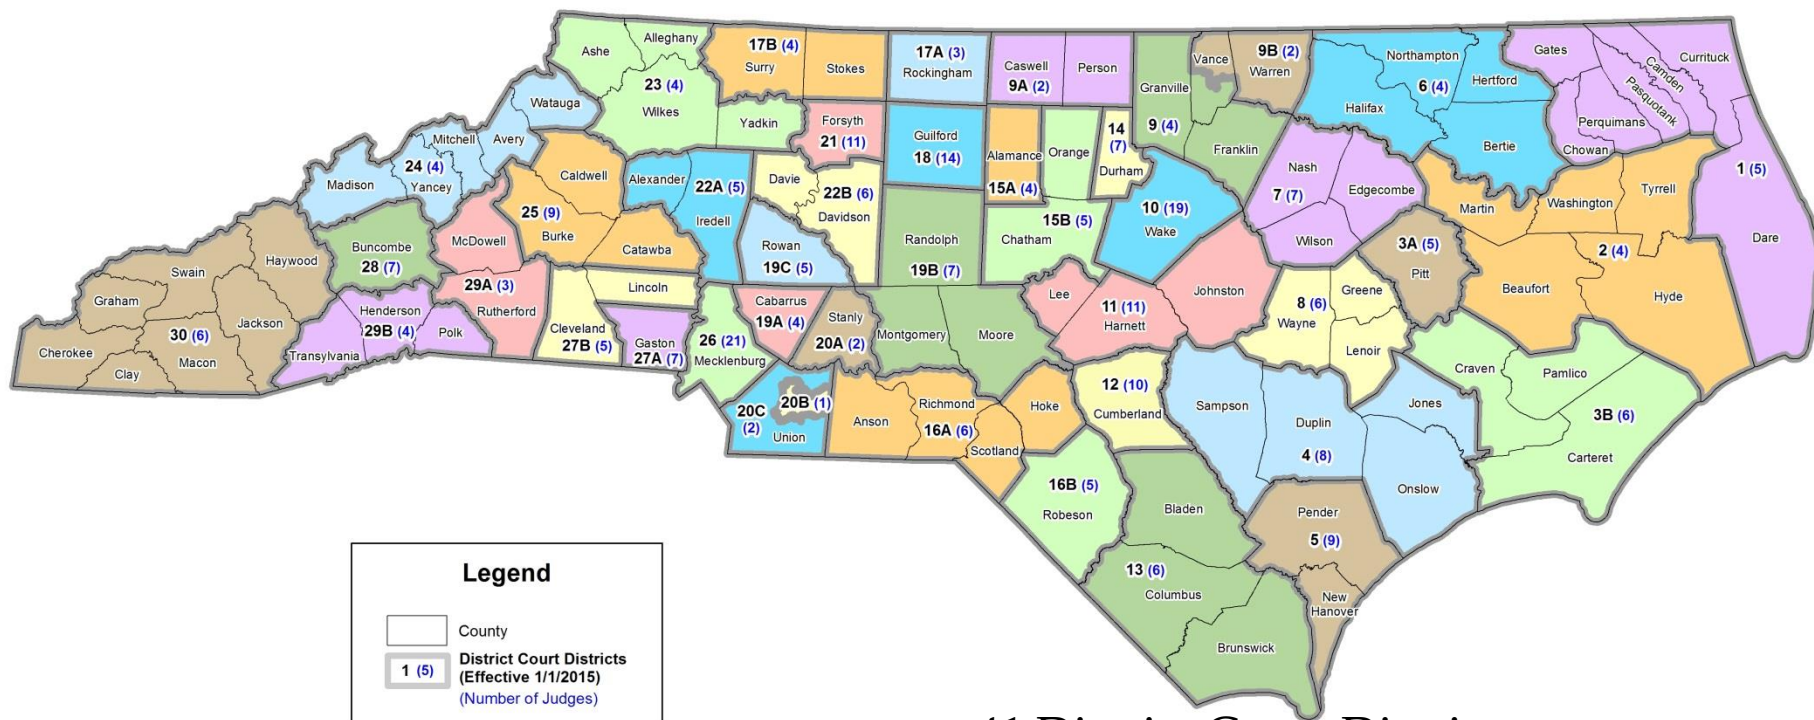 Ashe
Alleghany
17B (4)
Surry
Stokes
17A (3)
Rockingham
Caswell
9A (2)
Person
Granville
9 (4)
Vance
9B (2)
Warren
Northampton
6 (4)
Hertford
Halifax
Bertie
Gates
Currituck
Camden
Pasquotank
Perquimans
Chowan
1 (5)
Dare
Watauga
23 (4)
Wilkes
Yadkin
Forsyth
21 (11)
Guilford
18 (14)
Alamance
15A (4)
Orange
14
(7)
Durham
Franklin
Nash
7 (7)
Edgecombe
Wilson
Martin
Washington
Tyrrell
2 (4)
Beaufort
Hyde
Mitchell
Avery
24 (4)
Yancey
Madison
Caldwell
25 (9)
Burke
Catawba
Alexander
22A (5)
Iredell
Davie
22B (6)
Davidson
Rowan
19C (5)
Randolph
19B (7)
15B (5)
Chatham
10 (19)
Wake
3A (5)
Pitt
Haywood
Swain
Graham
Jackson
30 (6)
Macon
Cherokee
Clay
Buncombe
28 (7)
McDowell
29A (3)
Rutherford
Henderson
29B (4)
Transylvania
Polk
Cleveland
27B (5)
Lincoln
Gaston
27A (7)
26 (21)
Mecklenburg
Cabarrus
19A (4)
Stanly
20A (2)
Montgomery
Moore
Lee
11 (11)
Harnett
Johnston
8 (6)
Wayne
Greene
Lenoir
Craven
Pamlico
Jones
3B (6)
Carteret
20C
(2)
Union
20B (1)
Anson
Richmond
16A (6)
Scotland
Hoke
12 (10)
Cumberland
Sampson
Duplin
4 (8)
Onslow
16B (5)
Robeson
Bladen
Pender
5 (9)
13 (6)
Columbus
New
Hanover
Brunswick
Legend
County
1 (5)
District Court Districts
(Effective 1/1/2015)
(Number of Judges)
41 District Court Districts